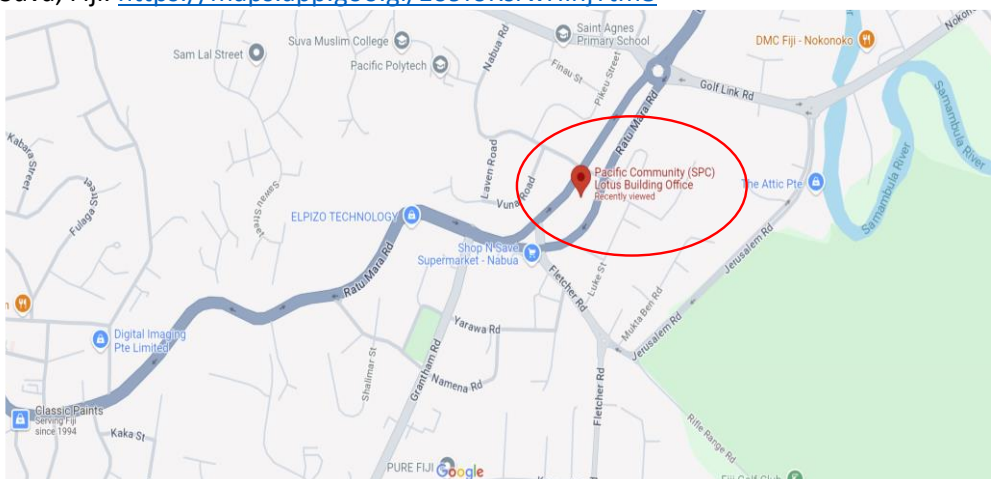 Suva Muslim College
Pacific Polytech
Sam Lal Street
Nabua Rd
Saint Agnes
Primary School
Finau St
Pikeu Street
DMC Fiji - Nokonoko
Golf Link Rd
Ratu Mara Rd
Samambula River
Samambula River
Kabara
Street
Fulaga
Street
Sawau Street
Laven Road
Vuna Road
Pacific Community (SPC)
Lotus Building Office
Recently viewed
The Attic Pte
ELPIZO TECHNOLOGY
Shop N Save
Supermarket - Nabua
Ratu Mara Rd
Fletcher Rd
Luke St
Mukta Ben Rd
Jerusalem Rd
Jerusalem Rd
Digital Imaging
Pte Limited
Yarawa Rd
Shalimar St
Grantham Rd
Namena Rd
Fletcher Rd
Classic Paints
Serving Fiji
since 1994
Kaka St
Rifle Range Rd
PURE FIJI
Google